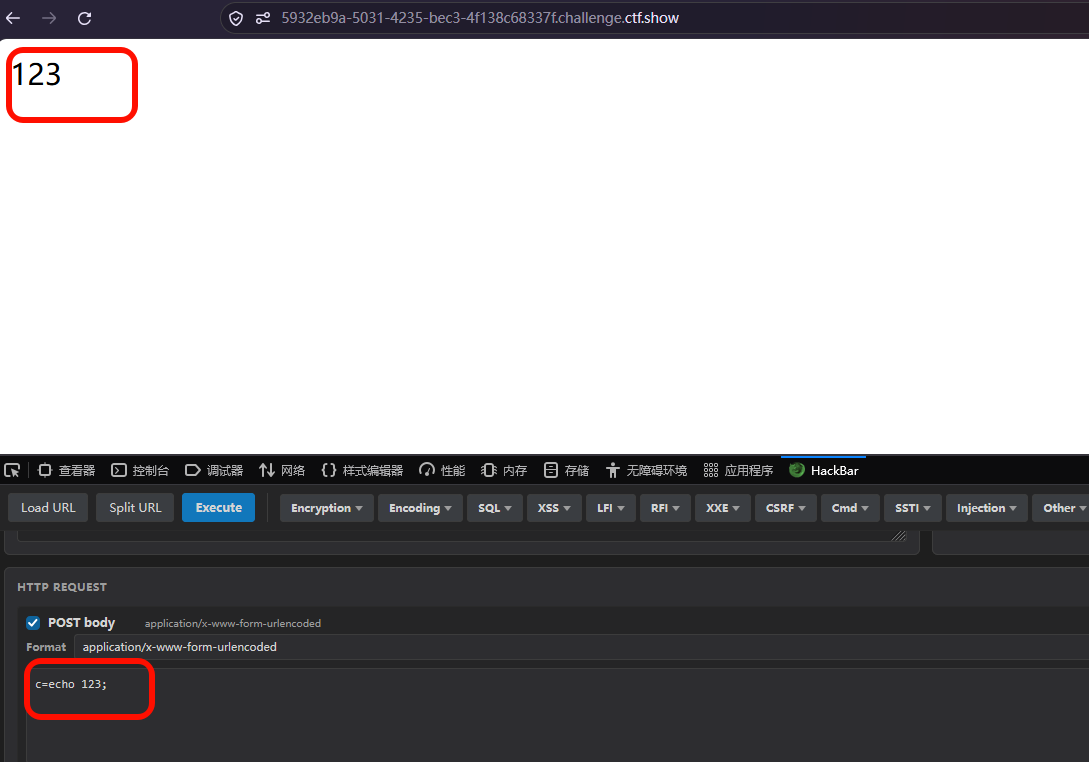 5932eb9a-5031-4235-bec3-4f138c68337f.challenge.ctf.show
123
查看器 控制台 调试器 网络 样式编辑器 性能 内存 存储 无障碍环境 应用程序 HackBar
Load URL Split URL Execute Encryption Encoding SQL XSS LFI RFI XXE CSRF Cmd SSTI Injection Other
HTTP REQUEST
POST body application/x-www-form-urlencoded
Format application/x-www-form-urlencoded
c=echo 123;